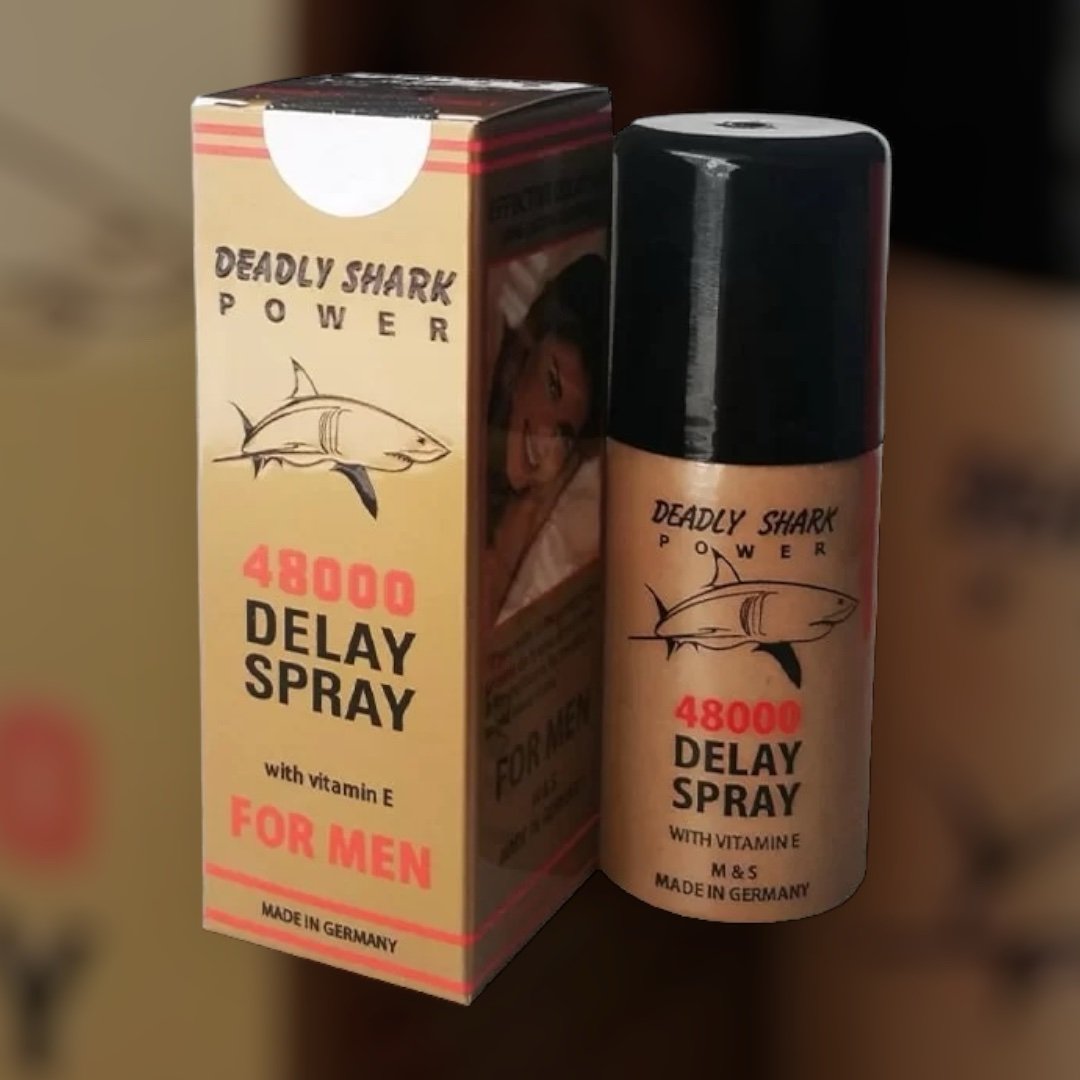 DEADLY SHARK
POWER
48000
DELAY
SPRAY
with vitamin E
FOR MEN
MADE IN GERMANY
FOR MEN
M&S
DEADLY SHARK
POWER
48000
DELAY
SPRAY
WITH VITAMIN E
M & S
MADE IN GERMANY